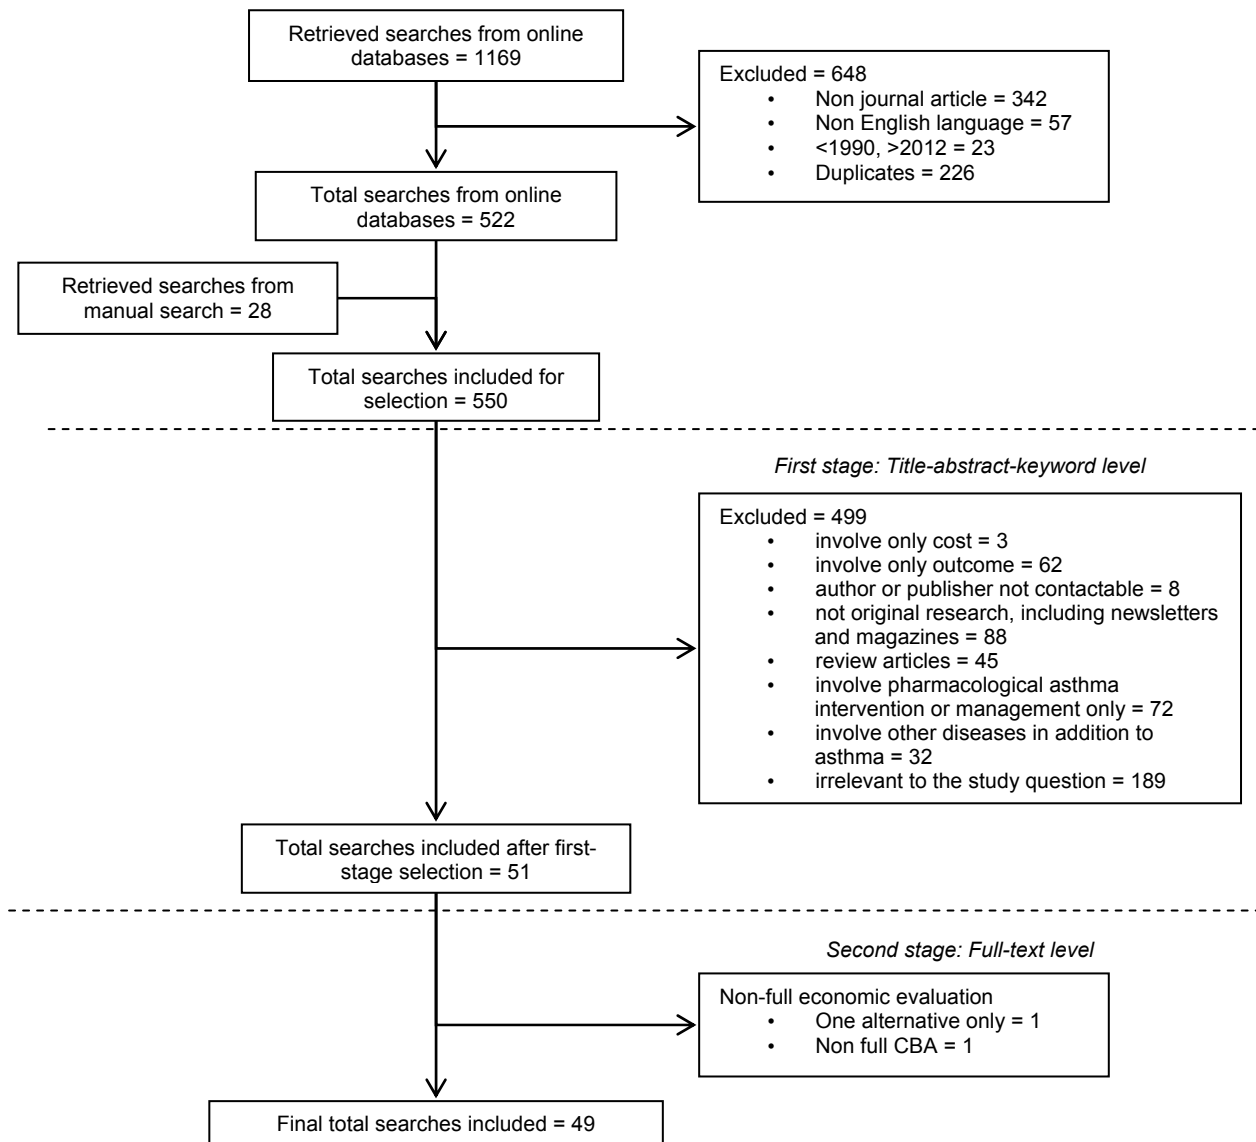 Retrieved searches from online
databases = 1169
Excluded = 648
• Non journal article = 342
• Non English language = 57
• <1990, >2012 = 23
• Duplicates = 226
Total searches from online
databases = 522
Retrieved searches from
manual search = 28
Total searches included for
selection = 550
First stage: Title-abstract-keyword level
Excluded = 499
• involve only cost = 3
• involve only outcome = 62
• author or publisher not contactable = 8
• not original research, including newsletters
and magazines = 88
• review articles = 45
• involve pharmacological asthma
intervention or management only = 72
• involve other diseases in addition to
asthma = 32
• irrelevant to the study question = 189
Total searches included after first-
stage selection = 51
Second stage: Full-text level
Non-full economic evaluation
• One alternative only = 1
• Non full CBA = 1
Final total searches included = 49